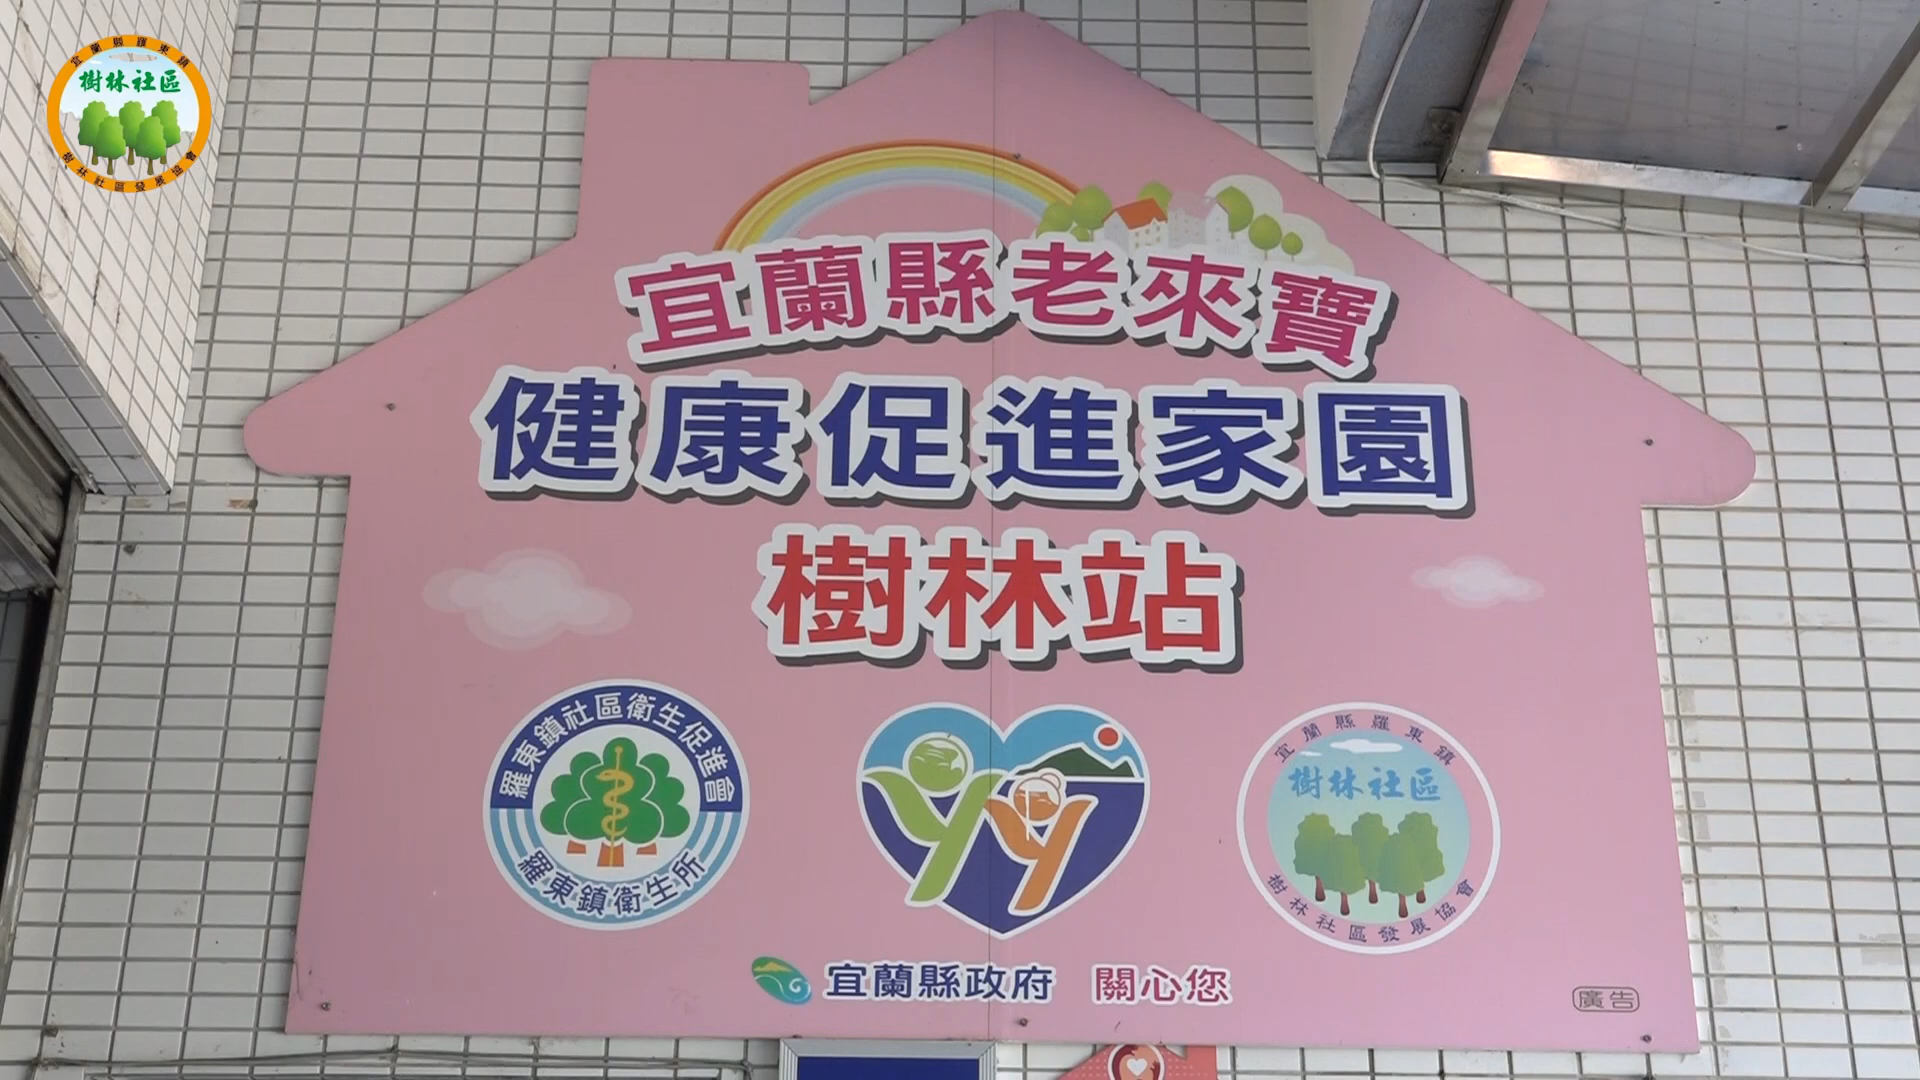 宜蘭縣羅東鎮
樹林社區
樹林社區發展協會
宜蘭縣老來寶
健康促進家園
樹林站
羅東鎮社區衛生促進會
羅東鎮衛生所
宜蘭縣羅東鎮
樹林社區
樹林社區發展協會
宜蘭縣政府 關心您
廣告